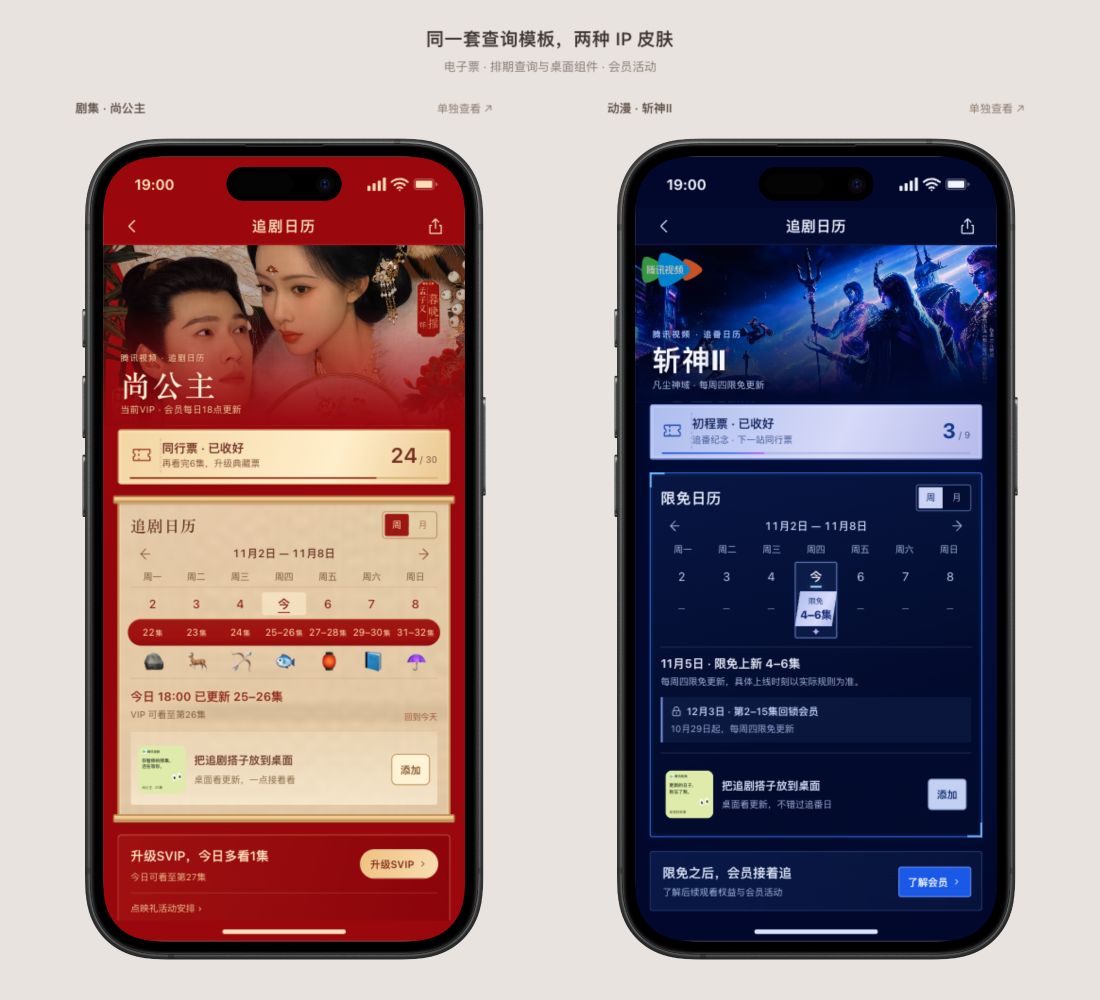 同一套查询模板，两种 IP 皮肤
电子票 · 排期查询与桌面组件 · 会员活动
剧集 · 尚公主
单独查看 ↗
19:00
追剧日历
腾讯视频 · 追剧日历
尚公主
当前VIP · 会员每日18点更新
同行票 · 已收好
再看完6集，升级典藏票
24 / 30
追剧日历
周 月
← 11月2日 — 11月8日 →
周一 周二 周三 周四 周五 周六 周日
2 3 4 今 6 7 8
22集 23集 24集 25–26集 27–28集 29–30集 31–32集
今日 18:00 已更新 25–26集
VIP 可看至第26集
回到今天
把追剧搭子放到桌面
桌面看更新，一点接着看
添加
升级SVIP，今日多看1集
今日可看至第27集
升级SVIP ›
点映礼活动安排 ›
动漫 · 斩神II
单独查看 ↗
19:00
追剧日历
腾讯视频
腾讯视频 · 追番日历
斩神II
凡尘神域 · 每周四限免更新
初程票 · 已收好
追番纪念 · 下一站同行票
3 / 9
限免日历
周 月
← 11月2日 — 11月8日 →
周一 周二 周三 周四 周五 周六 周日
2 3 4 今 6 7 8
– – – 限免 – – –
4–6集
11月5日 · 限免上新 4–6集
每周四限免更新，具体上线时刻以实际规则为准。
12月3日 · 第2–15集回锁会员
10月29日起，每周四限免更新
把追剧搭子放到桌面
桌面看更新，不错过追番日
添加
限免之后，会员接着追
了解后续观看权益与会员活动
了解会员 ›